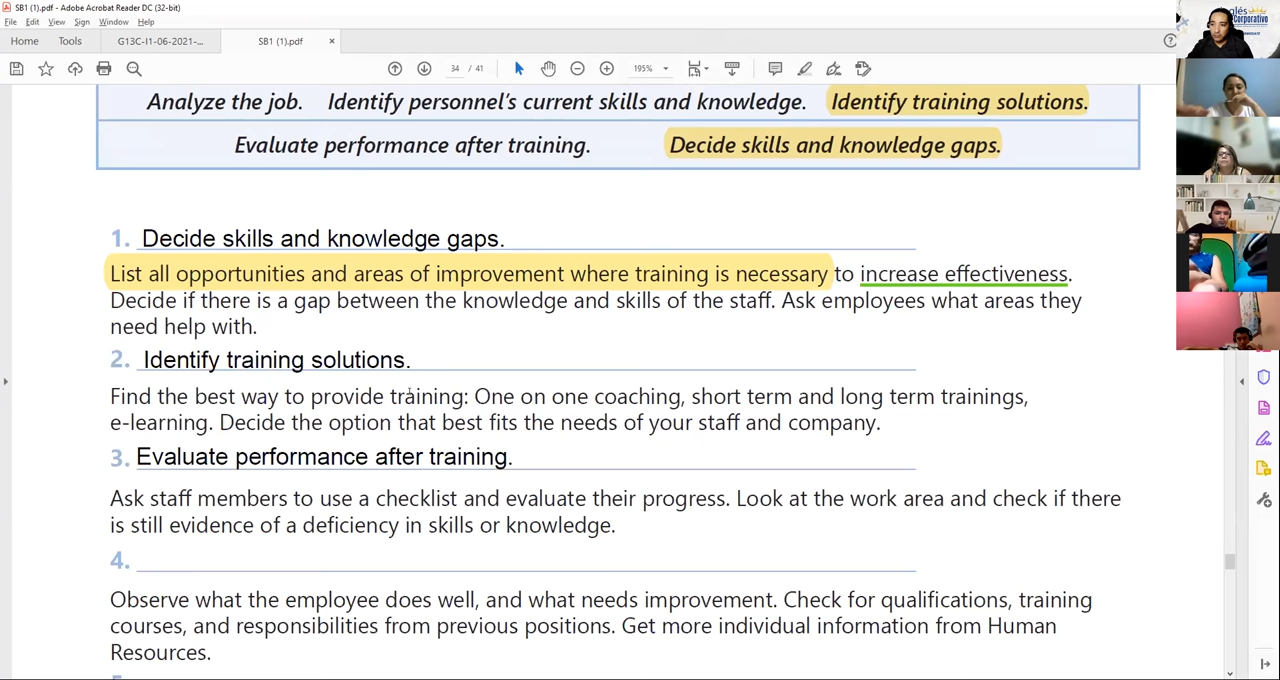 SB1 (1).pdf - Adobe Acrobat Reader DC (32-bit)
File Edit View Sign Window Help
Home Tools G13C-I1-06-2021-... SB1 (1).pdf ×
34 / 41 195%
Analyze the job. Identify personnel's current skills and knowledge. Identify training solutions.
Evaluate performance after training. Decide skills and knowledge gaps.
1. Decide skills and knowledge gaps.
List all opportunities and areas of improvement where training is necessary to increase effectiveness.
Decide if there is a gap between the knowledge and skills of the staff. Ask employees what areas they
need help with.
2. Identify training solutions.
Find the best way to provide training: One on one coaching, short term and long term trainings,
e-learning. Decide the option that best fits the needs of your staff and company.
3. Evaluate performance after training.
Ask staff members to use a checklist and evaluate their progress. Look at the work area and check if there
is still evidence of a deficiency in skills or knowledge.
4.
Observe what the employee does well, and what needs improvement. Check for qualifications, training
courses, and responsibilities from previous positions. Get more individual information from Human
Resources.